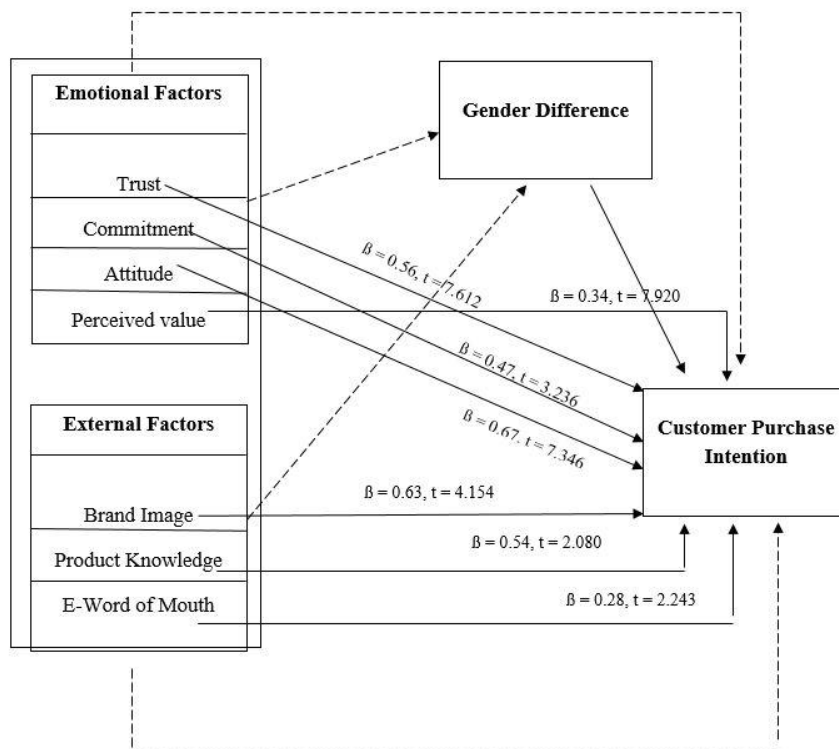 Emotional Factors
Trust
Commitment
Attitude
Perceived value
Gender Difference
ß = 0.56, t = 7.612
ß = 0.34, t = 7.920
ß = 0.47, t = 3.236
ß = 0.67. t = 7.346
Customer Purchase
Intention
External Factors
Brand Image
Product Knowledge
E-Word of Mouth
ß = 0.63, t = 4.154
ß = 0.54, t = 2.080
ß = 0.28, t = 2.243